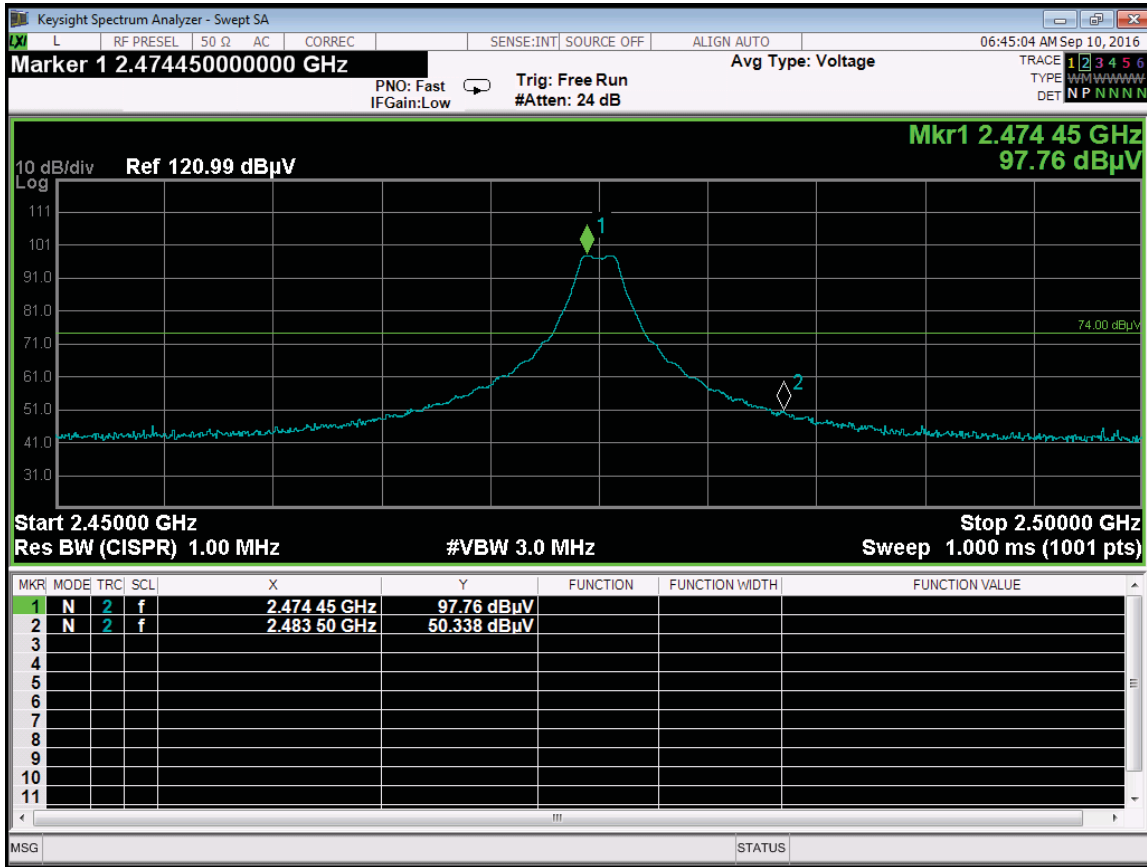 Keysight Spectrum Analyzer - Swept SA
LXI L RF PRESEL 50 Ω AC CORREC SENSE:INT SOURCE OFF ALIGN AUTO 06:45:04 AM Sep 10, 2016
Marker 1 2.474450000000 GHz
PNO: Fast
IFGain:Low
Trig: Free Run
#Atten: 24 dB
Avg Type: Voltage
TRACE 1 2 3 4 5 6
TYPE WMWWWW
DET N P N N N N
Mkr1 2.474 45 GHz
97.76 dBµV
10 dB/div Ref 120.99 dBµV
Log
111
101
91.0
81.0
71.0
61.0
51.0
41.0
31.0
1
2
74.00 dBµV
Start 2.45000 GHz Stop 2.50000 GHz
Res BW (CISPR) 1.00 MHz #VBW 3.0 MHz Sweep 1.000 ms (1001 pts)
MKR MODE TRC SCL X Y FUNCTION FUNCTION WIDTH FUNCTION VALUE
1 N 2 f 2.474 45 GHz 97.76 dBµV
2 N 2 f 2.483 50 GHz 50.338 dBµV
3
4
5
6
7
8
9
10
11
MSG STATUS